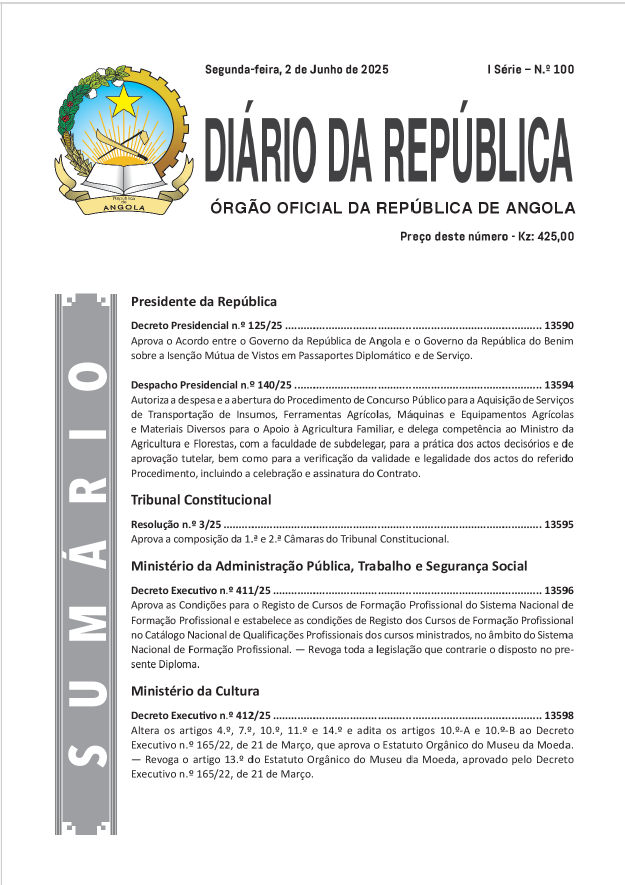 Segunda-feira, 2 de Junho de 2025
I Série – N.º 100
República
de
ANGOLA
DIÁRIO DA REPÚBLICA
ÓRGÃO OFICIAL DA REPÚBLICA DE ANGOLA
Preço deste número - Kz: 425,00
SUMÁRIO
Presidente da República
Decreto Presidencial n.º 125/25 ................................................................................... 13590
Aprova o Acordo entre o Governo da República de Angola e o Governo da República do Benim
sobre a Isenção Mútua de Vistos em Passaportes Diplomático e de Serviço.
Despacho Presidencial n.º 140/25 ................................................................................ 13594
Autoriza a despesa e a abertura do Procedimento de Concurso Público para a Aquisição de Serviços
de Transportação de Insumos, Ferramentas Agrícolas, Máquinas e Equipamentos Agrícolas
e Materiais Diversos para o Apoio à Agricultura Familiar, e delega competência ao Ministro da
Agricultura e Florestas, com a faculdade de subdelegar, para a prática dos actos decisórios e de
aprovação tutelar, bem como para a verificação da validade e legalidade dos actos do referido
Procedimento, incluindo a celebração e assinatura do Contrato.
Tribunal Constitucional
Resolução n.º 3/25 ....................................................................................................... 13595
Aprova a composição da 1.ª e 2.ª Câmaras do Tribunal Constitucional.
Ministério da Administração Pública, Trabalho e Segurança Social
Decreto Executivo n.º 411/25 ....................................................................................... 13596
Aprova as Condições para o Registo de Cursos de Formação Profissional do Sistema Nacional de
Formação Profissional e estabelece as condições de Registo dos Cursos de Formação Profissional
no Catálogo Nacional de Qualificações Profissionais dos cursos ministrados, no âmbito do Sistema
Nacional de Formação Profissional. — Revoga toda a legislação que contrarie o disposto no pre-
sente Diploma.
Ministério da Cultura
Decreto Executivo n.º 412/25 ....................................................................................... 13598
Altera os artigos 4.º, 7.º, 10.º, 11.º e 14.º e adita os artigos 10.º-A e 10.º-B ao Decreto
Executivo n.º 165/22, de 21 de Março, que aprova o Estatuto Orgânico do Museu da Moeda.
— Revoga o artigo 13.º do Estatuto Orgânico do Museu da Moeda, aprovado pelo Decreto
Executivo n.º 165/22, de 21 de Março.